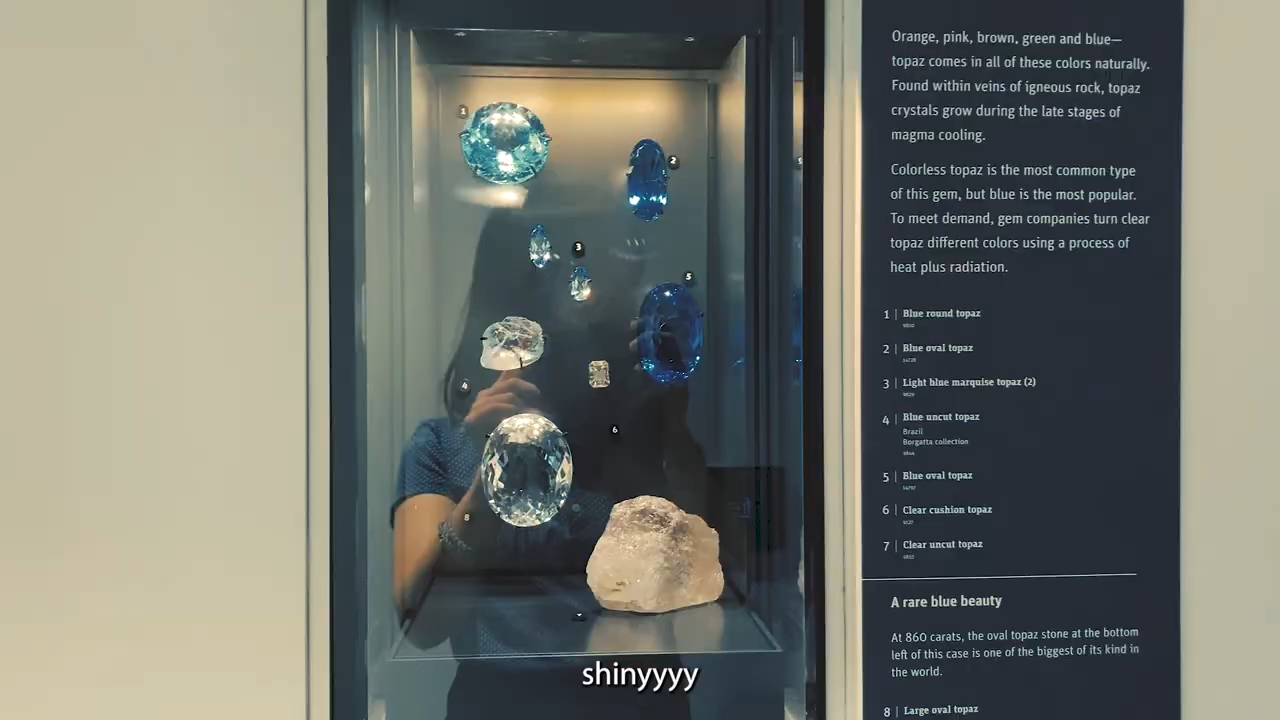 Orange, pink, brown, green and blue—
topaz comes in all of these colors naturally.
Found within veins of igneous rock, topaz
crystals grow during the late stages of
magma cooling.
Colorless topaz is the most common type
of this gem, but blue is the most popular.
To meet demand, gem companies turn clear
topaz different colors using a process of
heat plus radiation.
1 | Blue round topaz
2 | Blue oval topaz
3 | Light blue marquise topaz (2)
4 | Blue uncut topaz
Brazil
Borgatta collection
5 | Blue oval topaz
6 | Clear cushion topaz
7 | Clear uncut topaz
A rare blue beauty
At 860 carats, the oval topaz stone at the bottom
left of this case is one of the biggest of its kind in
the world.
8 | Large oval topaz
1
2
3
5
4
6
8
shinyyyy